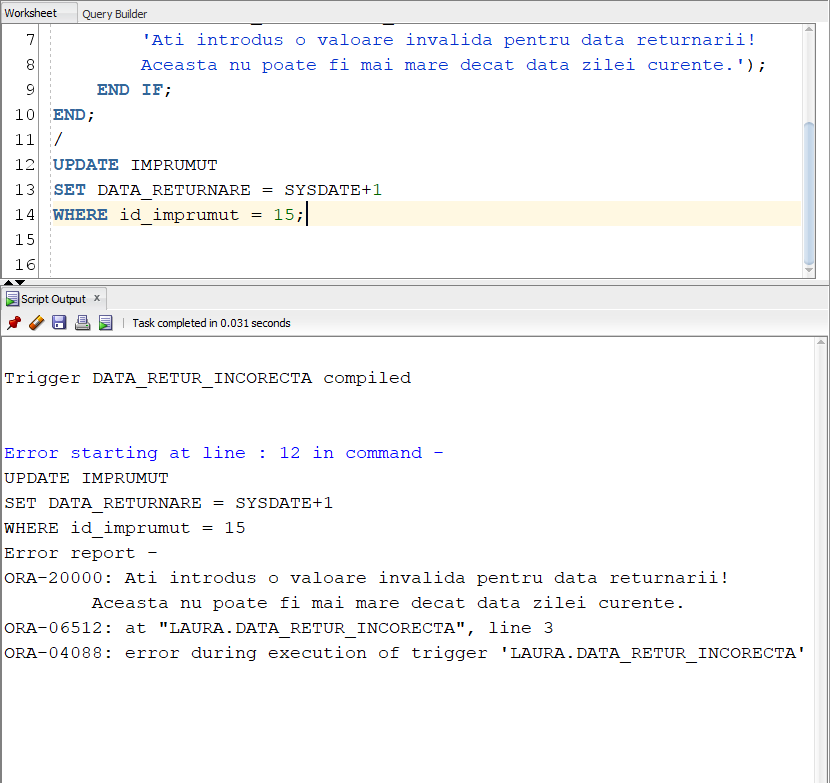 Worksheet Query Builder
7 'Ati introdus o valoare invalida pentru data returnarii!
8 Aceasta nu poate fi mai mare decat data zilei curente.');
9 END IF;
10 END;
11 /
12 UPDATE IMPRUMUT
13 SET DATA_RETURNARE = SYSDATE+1
14 WHERE id_imprumut = 15;
15
16
Script Output x
Task completed in 0.031 seconds
Trigger DATA_RETUR_INCORECTA compiled
Error starting at line : 12 in command -
UPDATE IMPRUMUT
SET DATA_RETURNARE = SYSDATE+1
WHERE id_imprumut = 15
Error report -
ORA-20000: Ati introdus o valoare invalida pentru data returnarii!
Aceasta nu poate fi mai mare decat data zilei curente.
ORA-06512: at "LAURA.DATA_RETUR_INCORECTA", line 3
ORA-04088: error during execution of trigger 'LAURA.DATA_RETUR_INCORECTA'